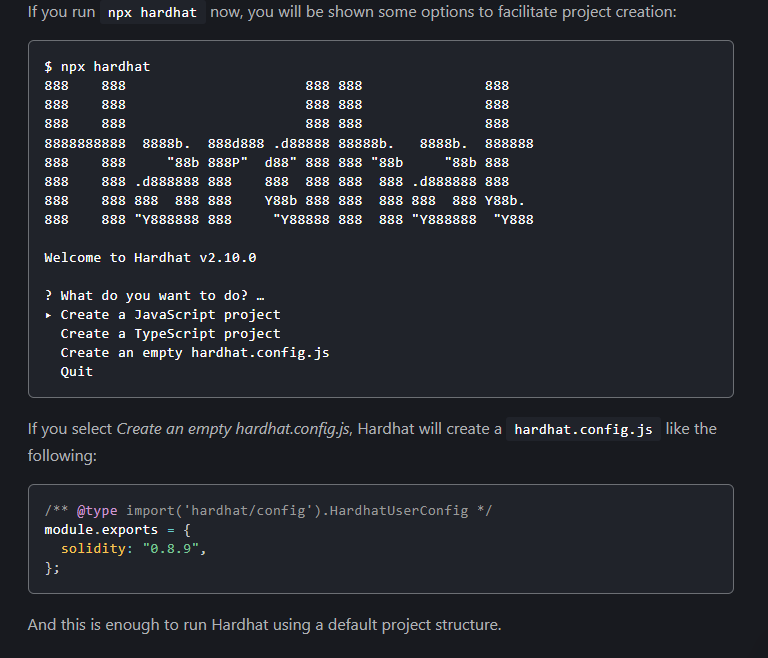 If you run npx hardhat now, you will be shown some options to facilitate project creation:
$ npx hardhat
888    888                      888 888               888
888    888                      888 888               888
888    888                      888 888               888
8888888888  8888b.  888d888 .d88888 88888b.   8888b.  888888
888    888     "88b 888P"  d88" 888 888 "88b     "88b 888
888    888 .d888888 888    888  888 888  888 .d888888 888
888    888 888  888 888    Y88b 888 888  888 888  888 Y88b.
888    888 "Y888888 888     "Y88888 888  888 "Y888888  "Y888
Welcome to Hardhat v2.10.0
? What do you want to do? …
▸ Create a JavaScript project
Create a TypeScript project
Create an empty hardhat.config.js
Quit
If you select Create an empty hardhat.config.js, Hardhat will create a hardhat.config.js like the
following:
/** @type import('hardhat/config').HardhatUserConfig */
module.exports = {
solidity: "0.8.9",
};
And this is enough to run Hardhat using a default project structure.